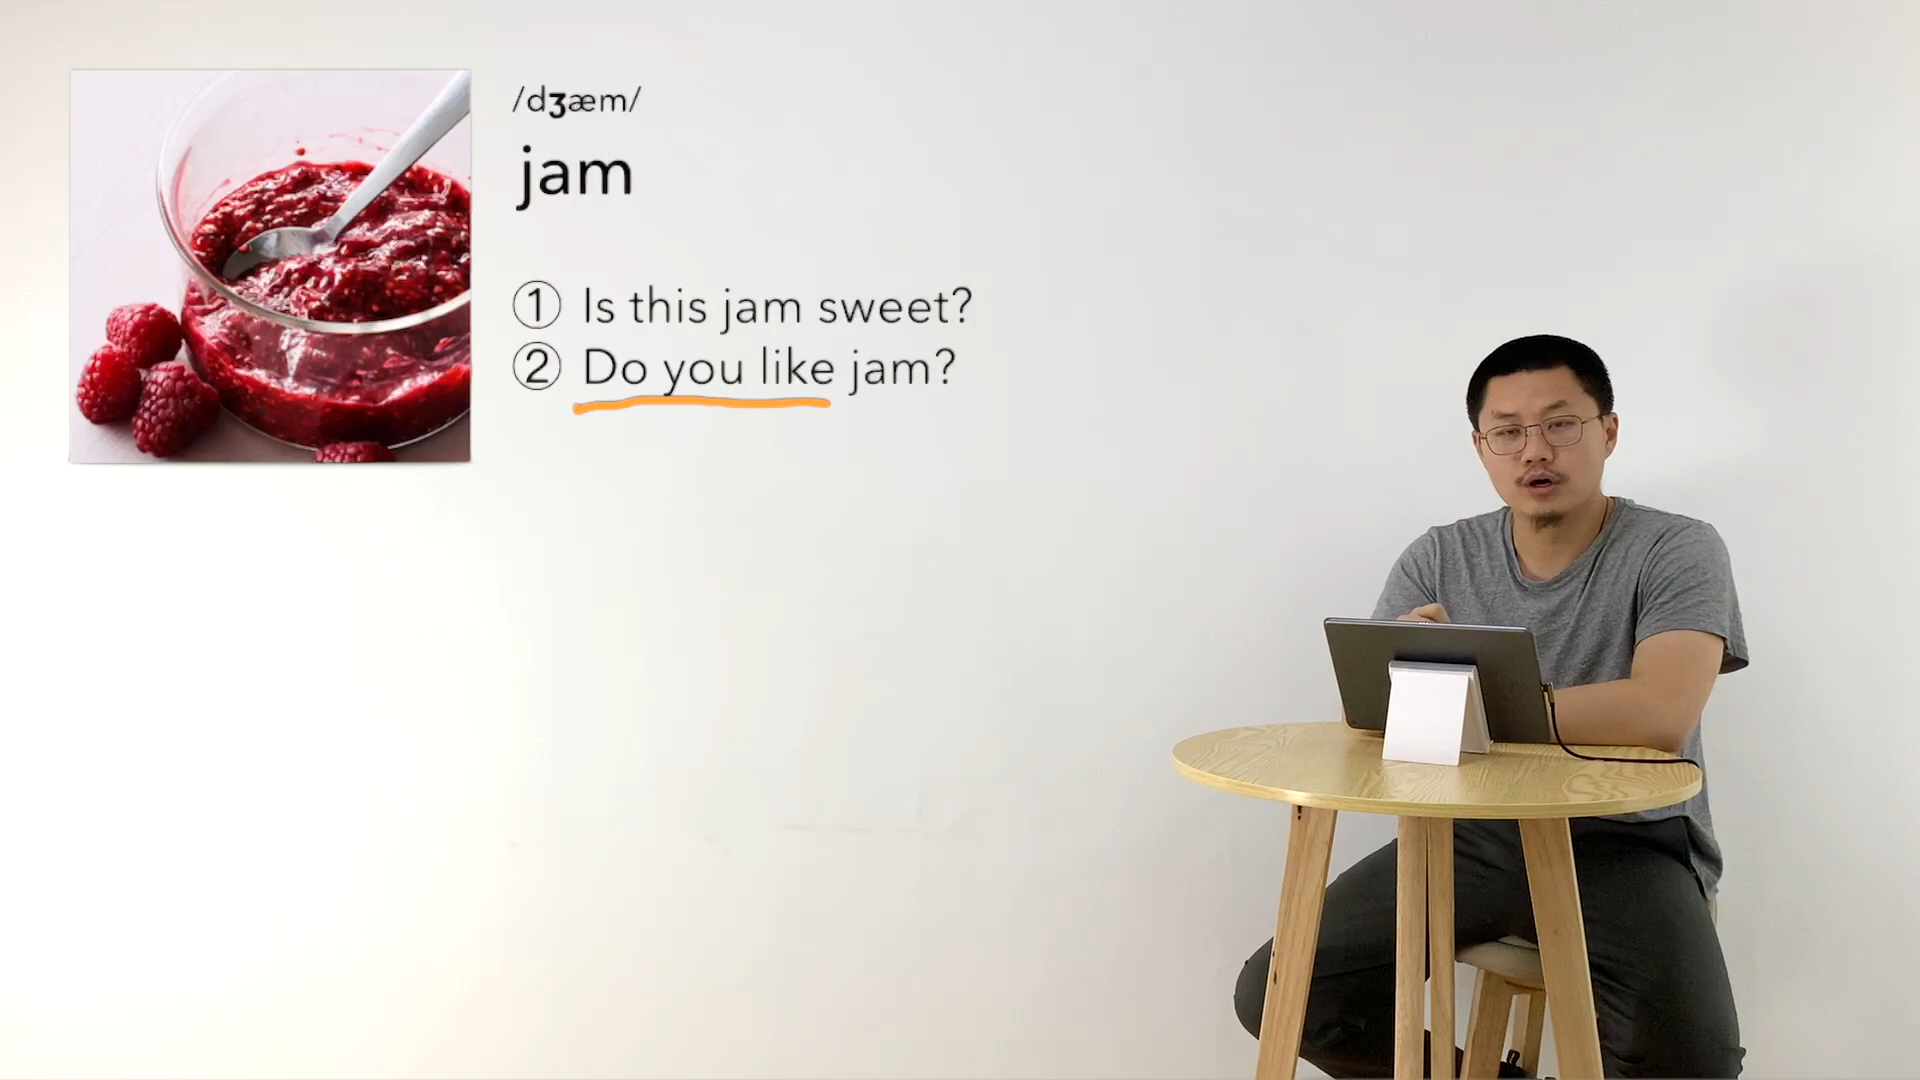 /dʒæm/
jam
① Is this jam sweet?
② Do you like jam?